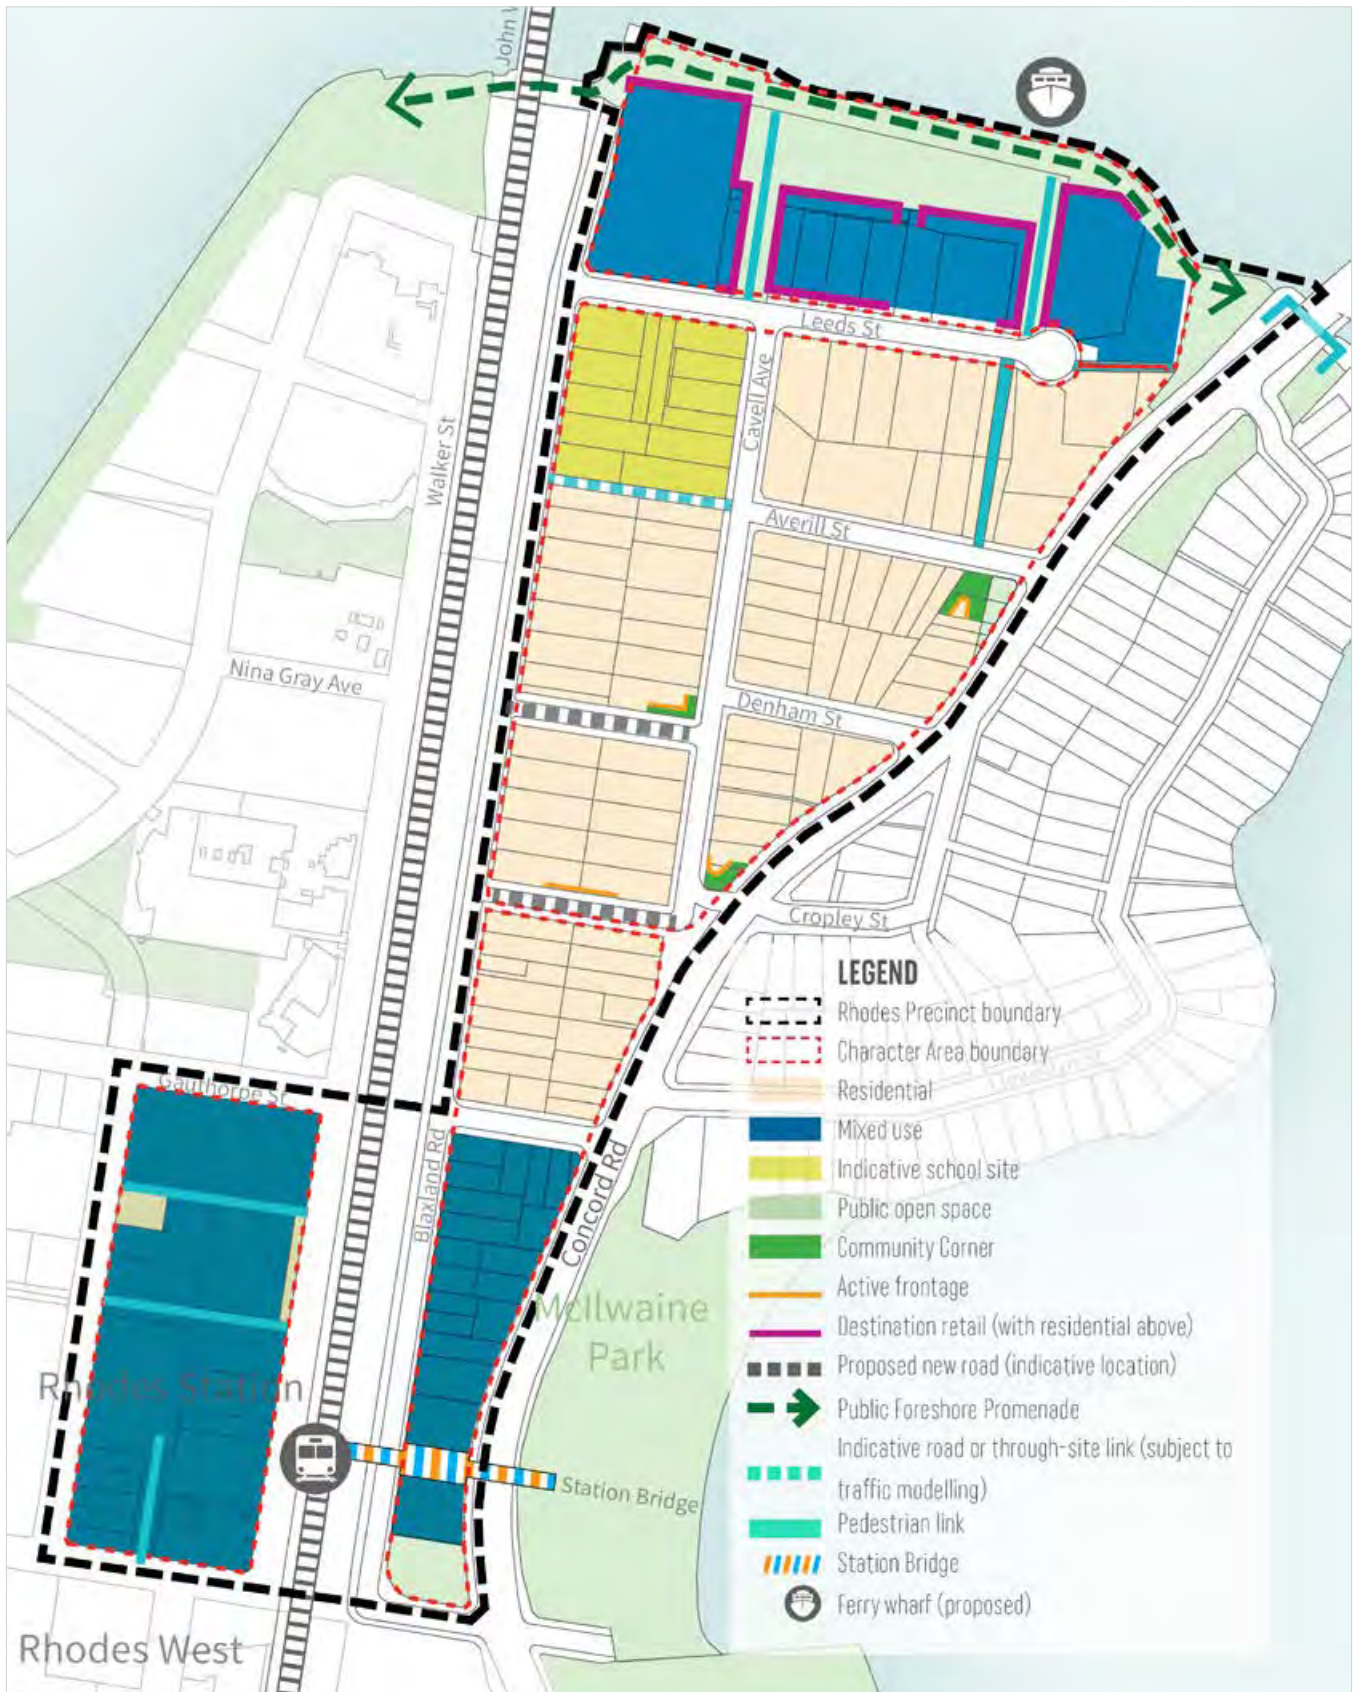 John
Leeds St
Cavell Ave
Walker St
Averill St
Nina Gray Ave
Denham St
Cropley St
Gauthorpe St
Blaxland Rd
Concord Rd
McIlwaine
Park
Rhodes Station
Station Bridge
Rhodes West
LEGEND
Rhodes Precinct boundary
Character Area boundary
Residential
Mixed use
Indicative school site
Public open space
Community Corner
Active frontage
Destination retail (with residential above)
Proposed new road (indicative location)
Public Foreshore Promenade
Indicative road or through-site link (subject to
traffic modelling)
Pedestrian link
Station Bridge
Ferry wharf (proposed)